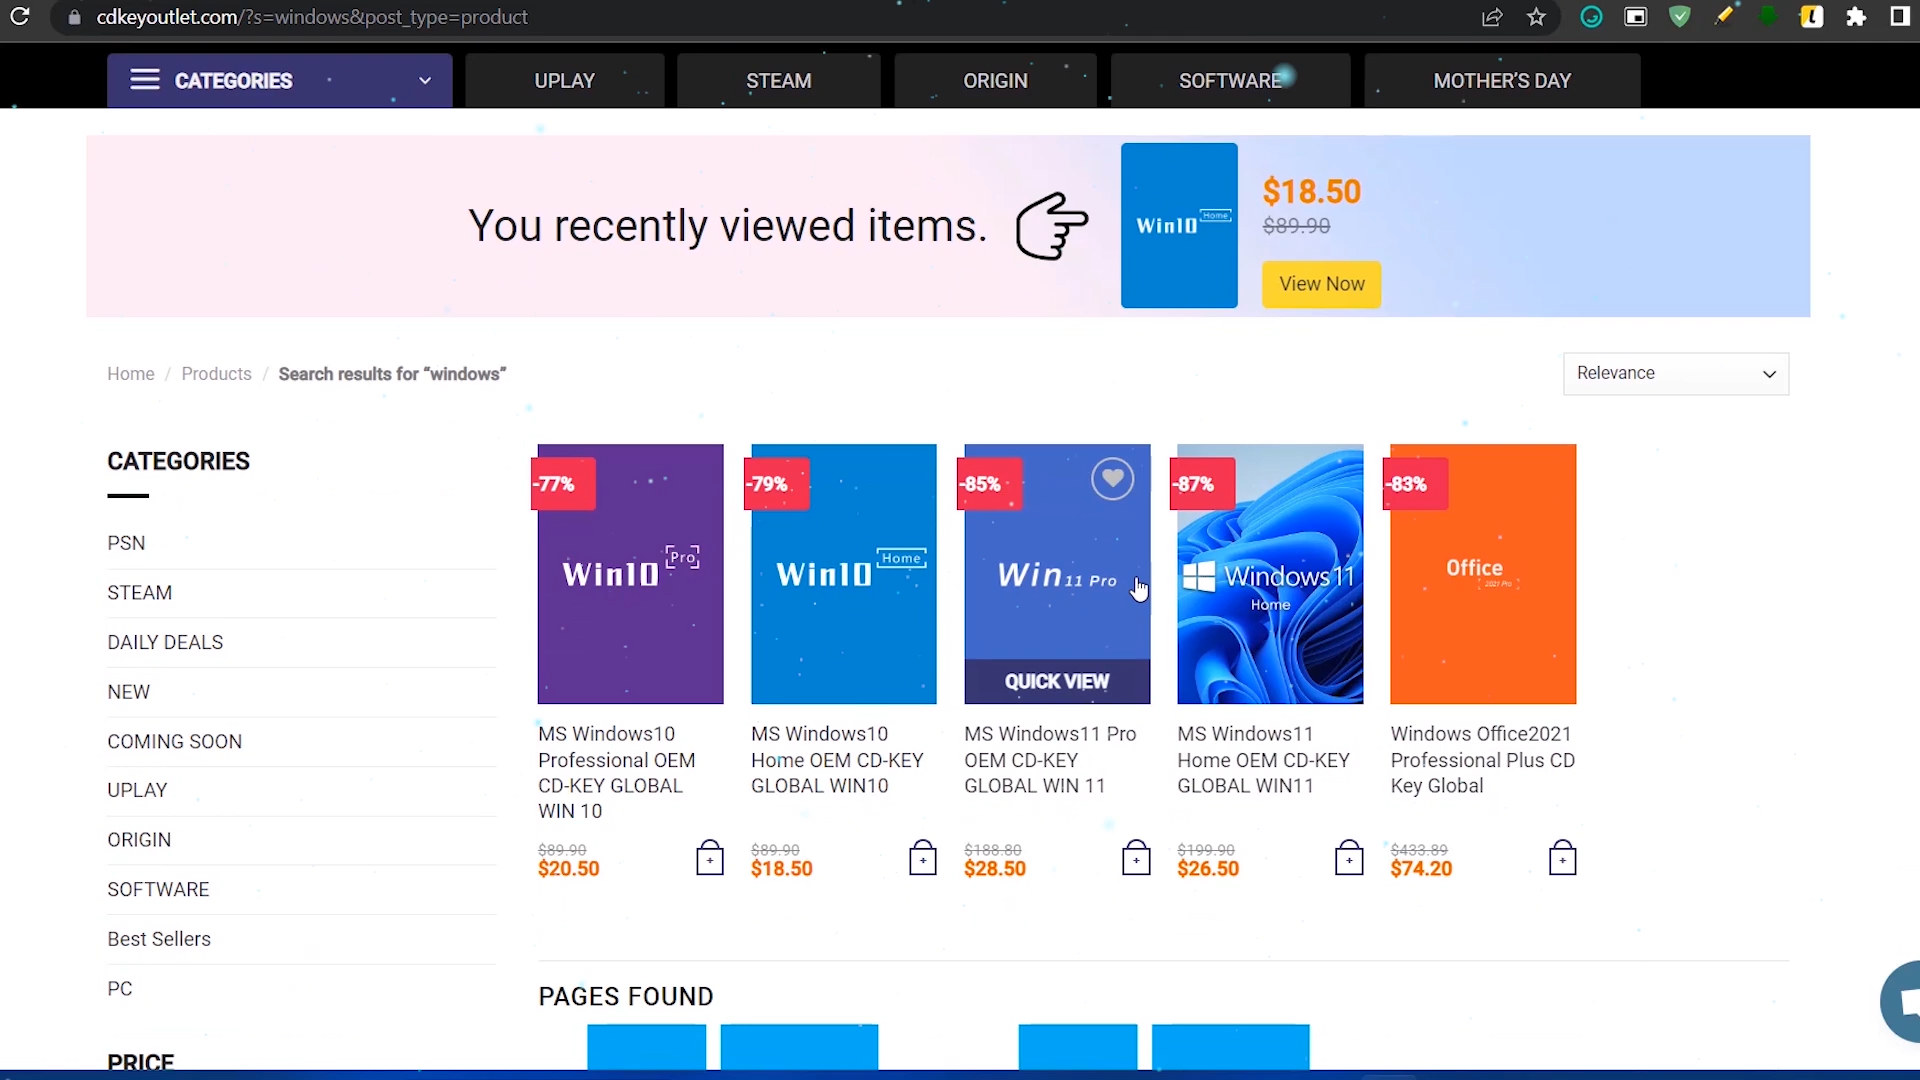 cdkeyoutlet.com/?s=windows&post_type=product
CATEGORIES
UPLAY
STEAM
ORIGIN
SOFTWARE
MOTHER'S DAY
You recently viewed items.
Win10 Home
$18.50
$89.90
View Now
Home / Products / Search results for “windows”
Relevance
CATEGORIES
PSN
STEAM
DAILY DEALS
NEW
COMING SOON
UPLAY
ORIGIN
SOFTWARE
Best Sellers
PC
PRICE
-77%
Win10 Pro
MS Windows10
Professional OEM
CD-KEY GLOBAL
WIN 10
$89.90
$20.50
-79%
Win10 Home
MS Windows10
Home OEM CD-KEY
GLOBAL WIN10
$89.90
$18.50
-85%
Win 11 Pro
QUICK VIEW
MS Windows11 Pro
OEM CD-KEY
GLOBAL WIN 11
$188.80
$28.50
-87%
Windows 11
Home
MS Windows11
Home OEM CD-KEY
GLOBAL WIN11
$199.90
$26.50
-83%
Office
2021 Pro
Windows Office2021
Professional Plus CD
Key Global
$433.89
$74.20
PAGES FOUND